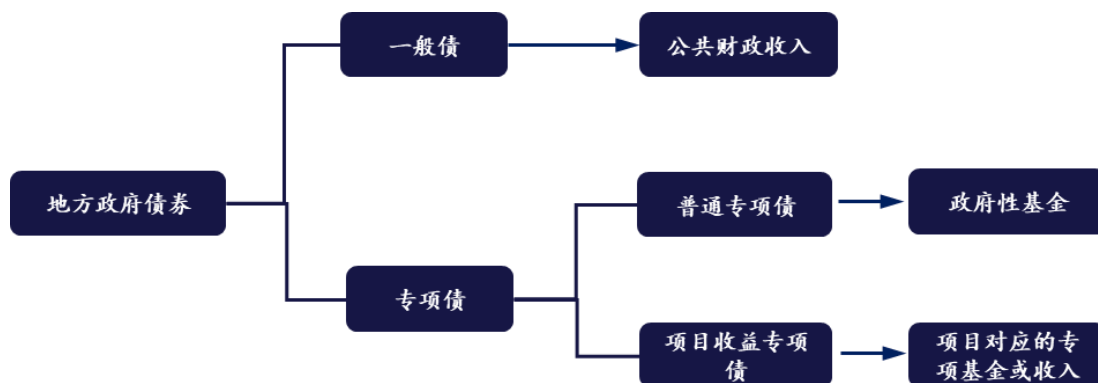 一般债
公共财政收入
地方政府债券
普通专项债
政府性基金
专项债
项目收益专项
债
项目对应的专
项基金或收入